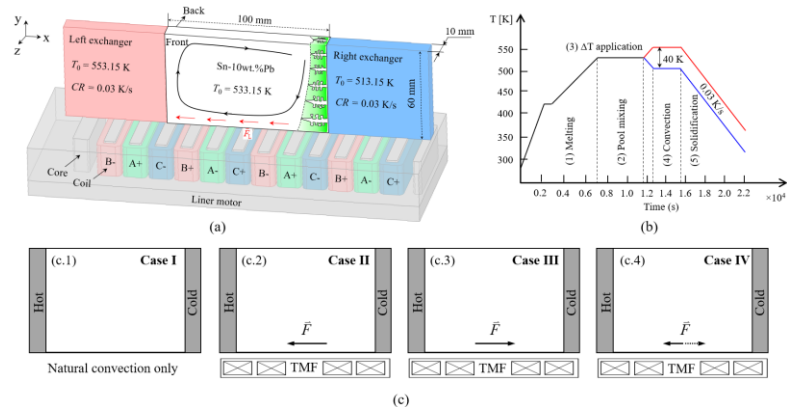 100 mm
Back
10 mm
y
x
z
Left exchanger
T₀ = 553.15 K
CR = 0.03 K/s
Front
Sn-10wt.%Pb
T₀ = 533.15 K
Right exchanger
T₀ = 513.15 K
CR = 0.03 K/s
60 mm
Core
Coil
B- A+ C- B+ A- C+ B- A+ C- B+ A- C+
Liner motor
(a)
T [K]
550
500
450
400
350
300
(3) ΔT application
40 K
0.03 K/s
(1) Melting
(2) Pool mixing
(4) Convection
(5) Solidification
0.2 0.4 0.6 0.8 1.0 1.2 1.4 1.6 1.8 2.0 2.2
×10⁴
Time (s)
(b)
(c.1) Case I
Hot
Cold
Natural convection only
(c.2) Case II
Hot
Cold
F⃗
TMF
(c.3) Case III
Hot
Cold
F⃗
TMF
(c.4) Case IV
Hot
Cold
F⃗
TMF
(c)